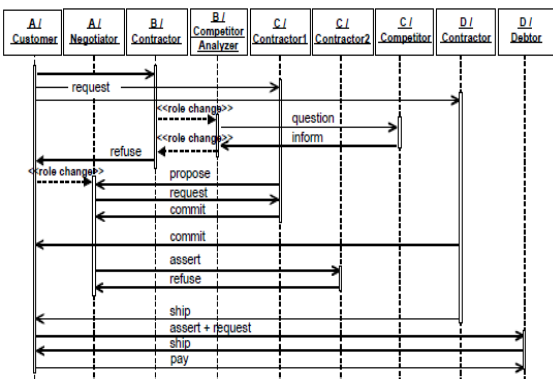 A / Customer
A / Negotiator
B / Contractor
B / Competitor Analyzer
C / Contractor1
C / Contractor2
C / Competitor
D / Contractor
D / Debtor
request
<<role change>>
question
<<role change>>
inform
refuse
<<role change>>
propose
request
commit
commit
assert
refuse
ship
assert + request
ship
pay